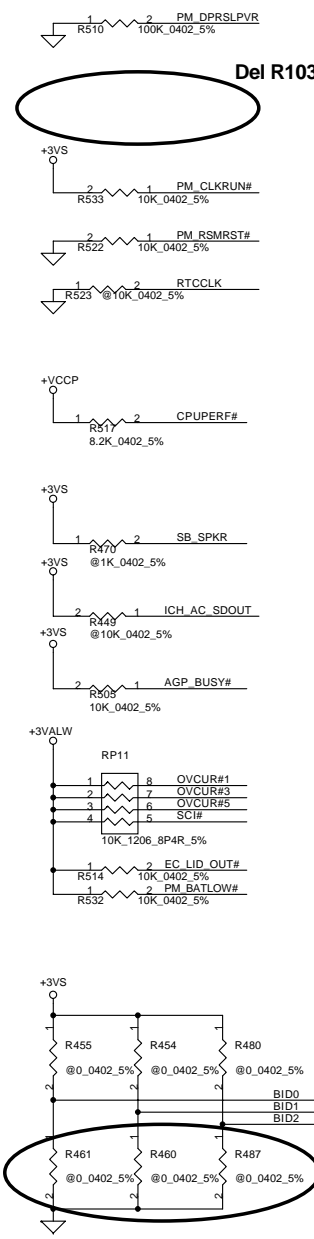 1 2 PM_DPRSLPVR
R510 100K_0402_5%
Del R103
+3VS
2 1 PM_CLKRUN#
R533 10K_0402_5%
2 1 PM_RSMRST#
R522 10K_0402_5%
1 2 RTCCLK
R523 @10K_0402_5%
+VCCP
1 2 CPUPERF#
R517
8.2K_0402_5%
+3VS
1 2 SB_SPKR
R470
@1K_0402_5%
+3VS
2 1 ICH_AC_SDOUT
R449
@10K_0402_5%
+3VS
2 1 AGP_BUSY#
R505
10K_0402_5%
+3VALW
RP11
1 8 OVCUR#1
2 7 OVCUR#3
3 6 OVCUR#5
4 5 SCI#
10K_1206_8P4R_5%
1 2 EC_LID_OUT#
R514 10K_0402_5%
1 2 PM_BATLOW#
R532 10K_0402_5%
+3VS
1 1 1
R455 R454 R480
@0_0402_5% @0_0402_5% @0_0402_5%
2 2 2
BID0
BID1
BID2
1 1 1
R461 R460 R487
@0_0402_5% @0_0402_5% @0_0402_5%
2 2 2